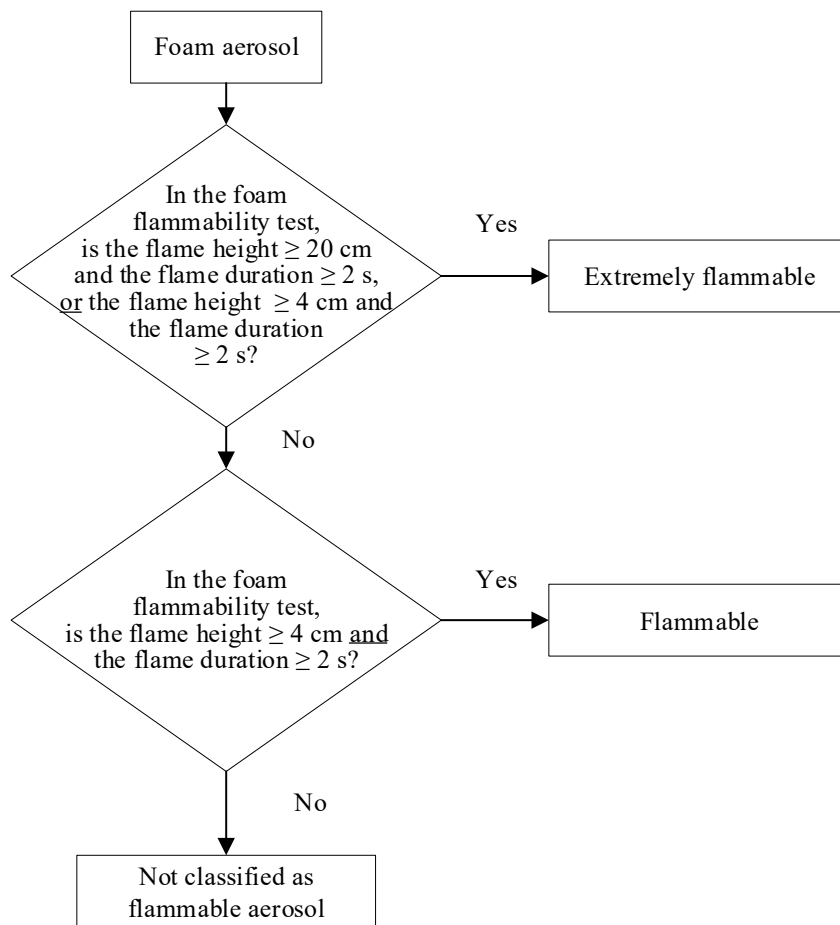 Foam aerosol
In the foam
flammability test,
is the flame height ≥ 20 cm
and the flame duration ≥ 2 s,
or the flame height ≥ 4 cm and
the flame duration
≥ 2 s?
Yes
Extremely flammable
No
In the foam
flammability test,
is the flame height ≥ 4 cm and
the flame duration ≥ 2 s?
Yes
Flammable
No
Not classified as
flammable aerosol